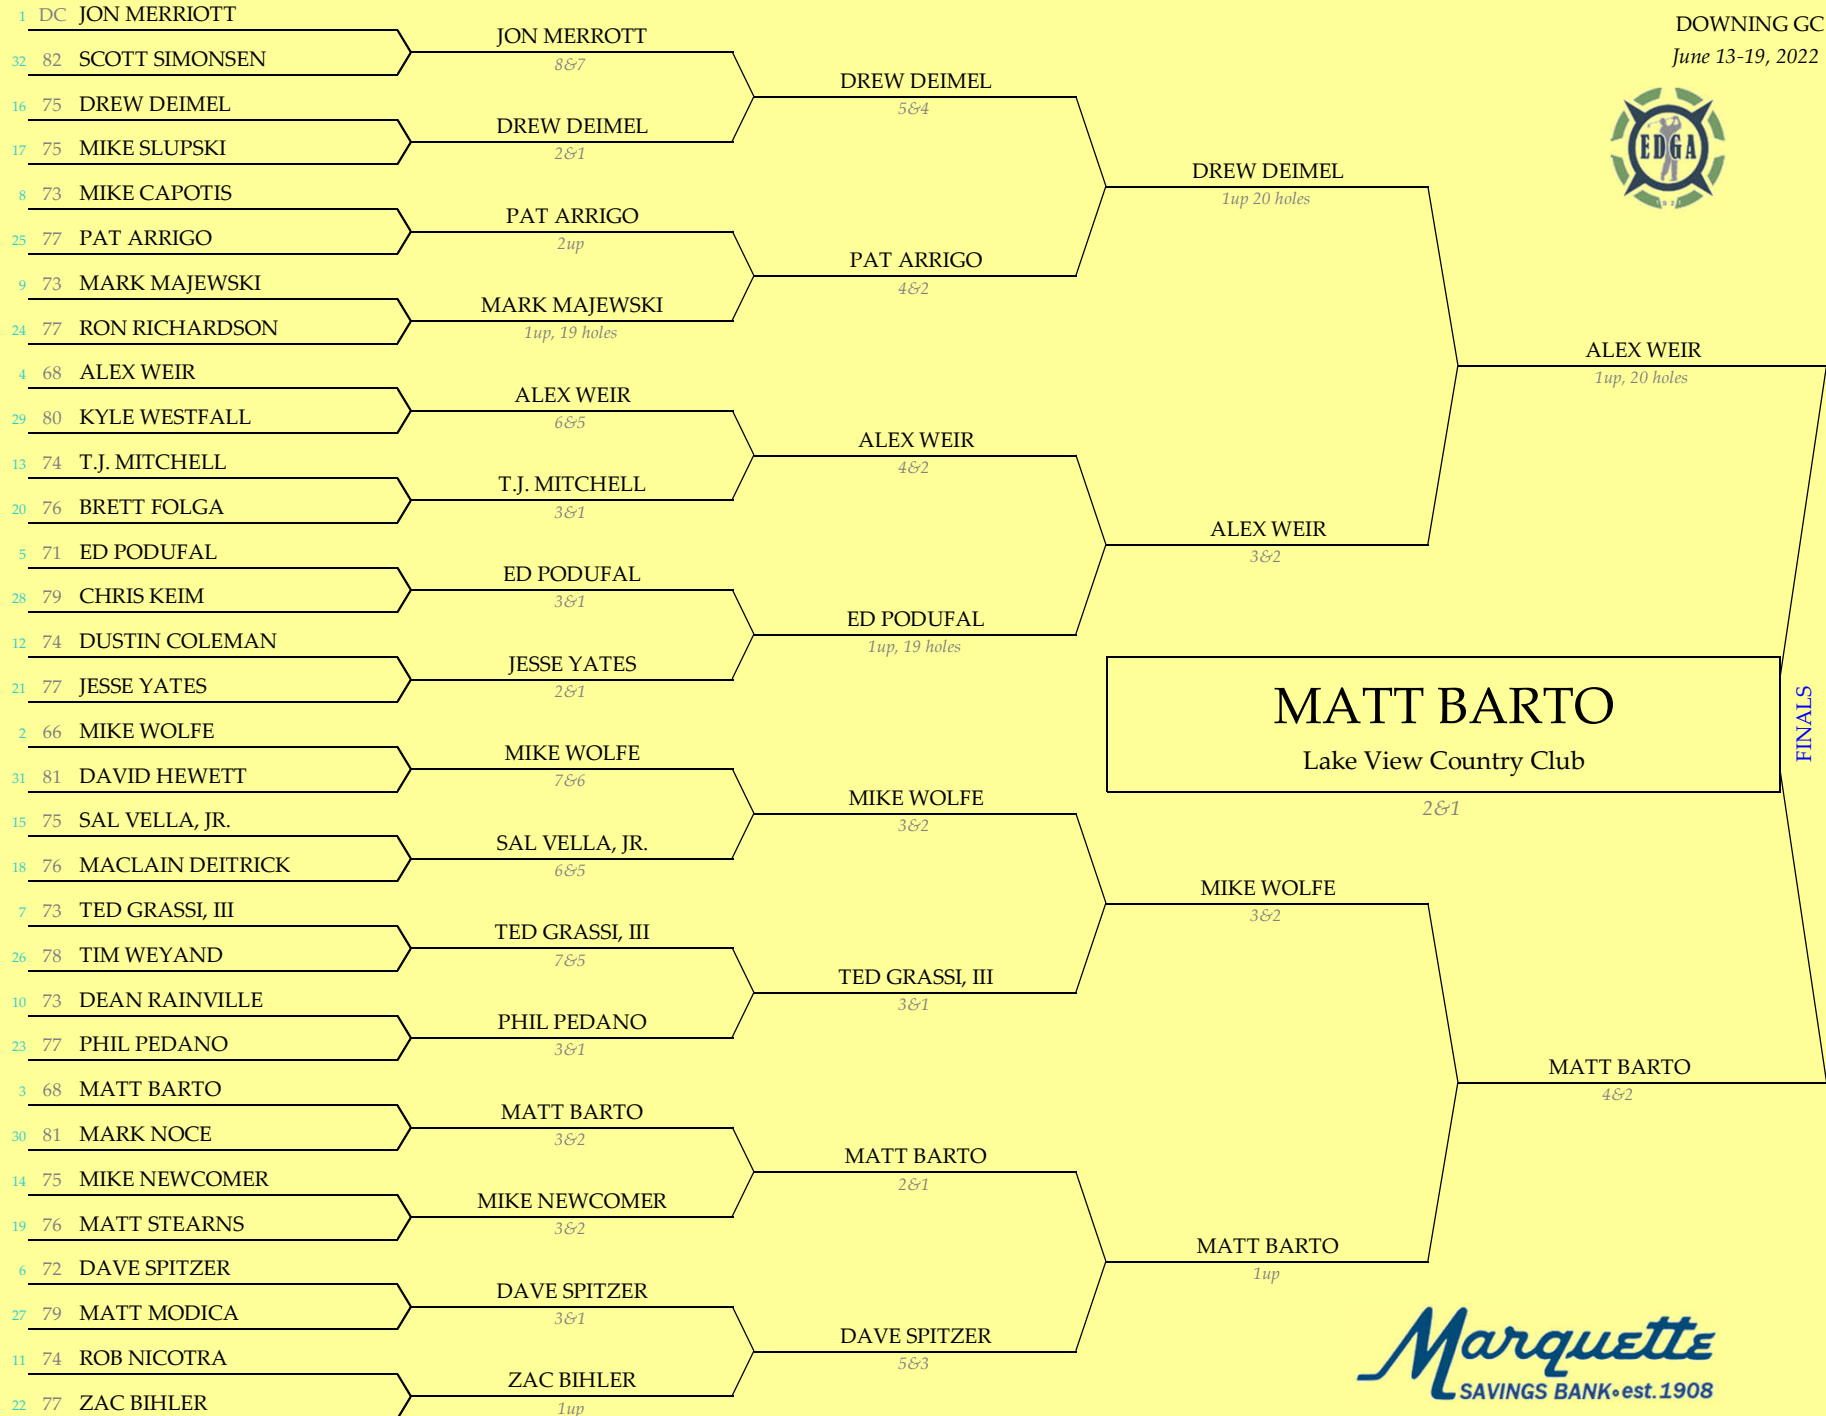 1 DC JON MERRIOTT
32 82 SCOTT SIMONSEN
16 75 DREW DEIMEL
17 75 MIKE SLUPSKI
8 73 MIKE CAPOTIS
25 77 PAT ARRIGO
9 73 MARK MAJEWSKI
24 77 RON RICHARDSON
4 68 ALEX WEIR
29 80 KYLE WESTFALL
13 74 T.J. MITCHELL
20 76 BRETT FOLGA
5 71 ED PODUFAL
28 79 CHRIS KEIM
12 74 DUSTIN COLEMAN
21 77 JESSE YATES
2 66 MIKE WOLFE
31 81 DAVID HEWETT
15 75 SAL VELLA, JR.
18 76 MACLAIN DEITRICK
7 73 TED GRASSI, III
26 78 TIM WEYAND
10 73 DEAN RAINVILLE
23 77 PHIL PEDANO
3 68 MATT BARTO
30 81 MARK NOCE
14 75 MIKE NEWCOMER
19 76 MATT STEARNS
6 72 DAVE SPITZER
27 79 MATT MODICA
11 74 ROB NICOTRA
22 77 ZAC BIHLER
JON MERROTT
8&7
DREW DEIMEL
2&1
PAT ARRIGO
2up
MARK MAJEWSKI
1up, 19 holes
ALEX WEIR
6&5
T.J. MITCHELL
3&1
ED PODUFAL
3&1
JESSE YATES
2&1
MIKE WOLFE
7&6
SAL VELLA, JR.
6&5
TED GRASSI, III
7&5
PHIL PEDANO
3&1
MATT BARTO
3&2
MIKE NEWCOMER
3&2
DAVE SPITZER
3&1
ZAC BIHLER
1up
DREW DEIMEL
5&4
PAT ARRIGO
4&2
ALEX WEIR
4&2
ED PODUFAL
1up, 19 holes
MIKE WOLFE
3&2
TED GRASSI, III
3&1
MATT BARTO
2&1
DAVE SPITZER
5&3
DREW DEIMEL
1up 20 holes
ALEX WEIR
3&2
MIKE WOLFE
3&2
MATT BARTO
1up
ALEX WEIR
1up, 20 holes
MATT BARTO
4&2
MATT BARTO
Lake View Country Club
2&1
FINALS
DOWNING GC
June 13-19, 2022
EDGA
Marquette
SAVINGS BANK•est.1908